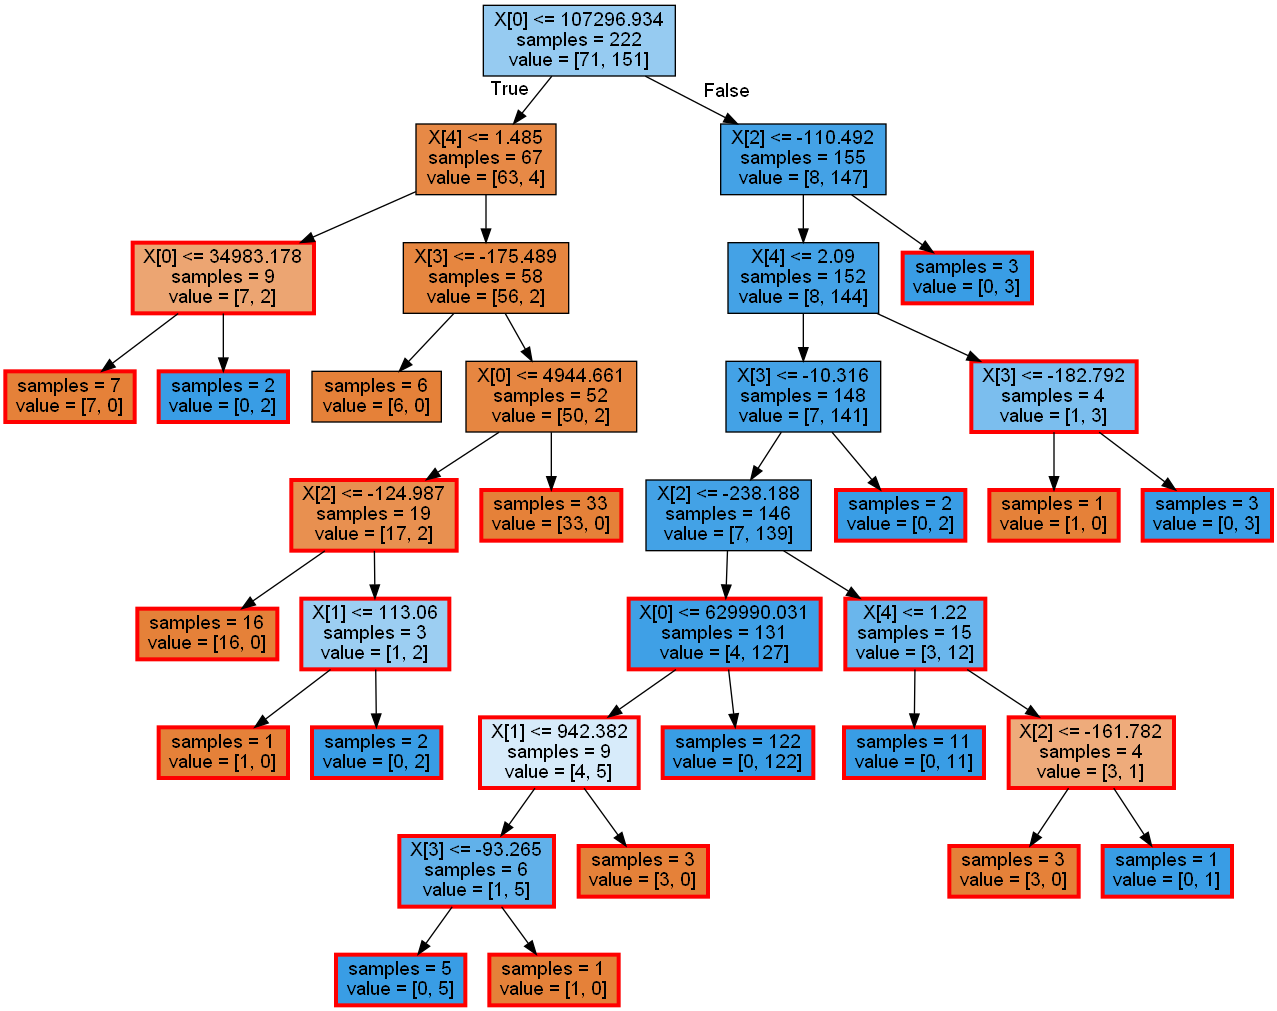 X[0] <= 107296.934
samples = 222
value = [71, 151]
True
False
X[4] <= 1.485
samples = 67
value = [63, 4]
X[2] <= -110.492
samples = 155
value = [8, 147]
X[0] <= 34983.178
samples = 9
value = [7, 2]
X[3] <= -175.489
samples = 58
value = [56, 2]
X[4] <= 2.09
samples = 152
value = [8, 144]
samples = 3
value = [0, 3]
samples = 7
value = [7, 0]
samples = 2
value = [0, 2]
samples = 6
value = [6, 0]
X[0] <= 4944.661
samples = 52
value = [50, 2]
X[3] <= -10.316
samples = 148
value = [7, 141]
X[3] <= -182.792
samples = 4
value = [1, 3]
X[2] <= -124.987
samples = 19
value = [17, 2]
samples = 33
value = [33, 0]
X[2] <= -238.188
samples = 146
value = [7, 139]
samples = 2
value = [0, 2]
samples = 1
value = [1, 0]
samples = 3
value = [0, 3]
samples = 16
value = [16, 0]
X[1] <= 113.06
samples = 3
value = [1, 2]
X[0] <= 629990.031
samples = 131
value = [4, 127]
X[4] <= 1.22
samples = 15
value = [3, 12]
samples = 1
value = [1, 0]
samples = 2
value = [0, 2]
X[1] <= 942.382
samples = 9
value = [4, 5]
samples = 122
value = [0, 122]
samples = 11
value = [0, 11]
X[2] <= -161.782
samples = 4
value = [3, 1]
X[3] <= -93.265
samples = 6
value = [1, 5]
samples = 3
value = [3, 0]
samples = 3
value = [3, 0]
samples = 1
value = [0, 1]
samples = 5
value = [0, 5]
samples = 1
value = [1, 0]